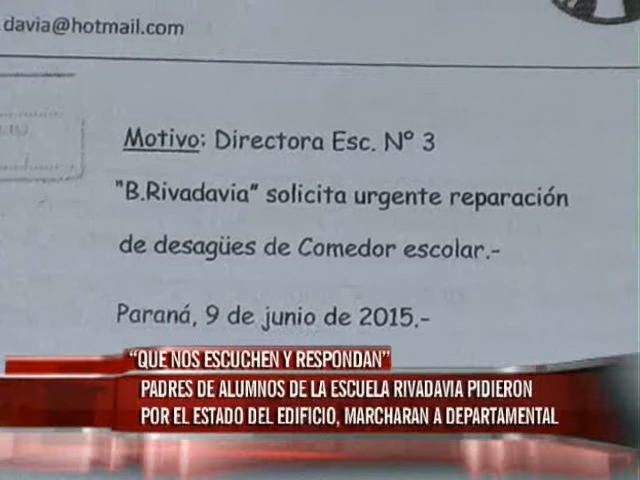 davia@hotmail.com
Motivo: Directora Esc. Nº 3
"B.Rivadavia" solicita urgente reparación
de desagües de Comedor escolar.-
Paraná, 9 de junio de 2015.-
"QUE NOS ESCUCHEN Y RESPONDAN"
PADRES DE ALUMNOS DE LA ESCUELA RIVADAVIA PIDIERON
POR EL ESTADO DEL EDIFICIO, MARCHARAN A DEPARTAMENTAL